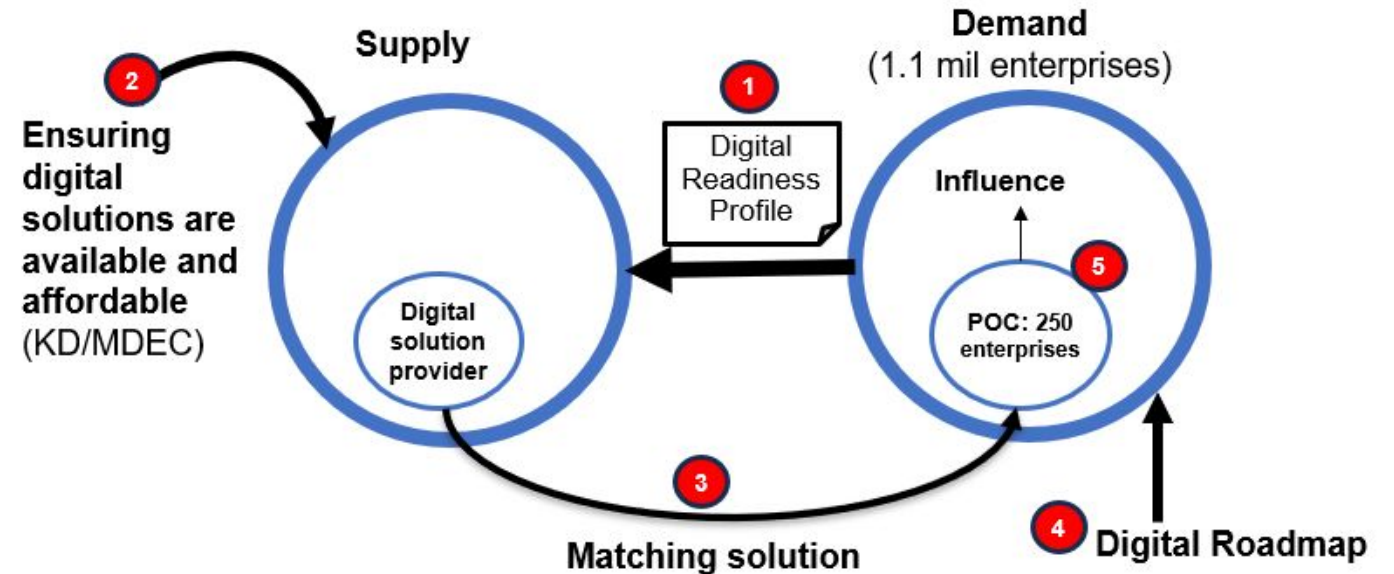 Supply
Demand
(1.1 mil enterprises)
2
Ensuring
digital
solutions are
available and
affordable
(KD/MDEC)
1
Digital
Readiness
Profile
Digital
solution
provider
Influence
5
POC: 250
enterprises
3
Matching solution
4
Digital Roadmap